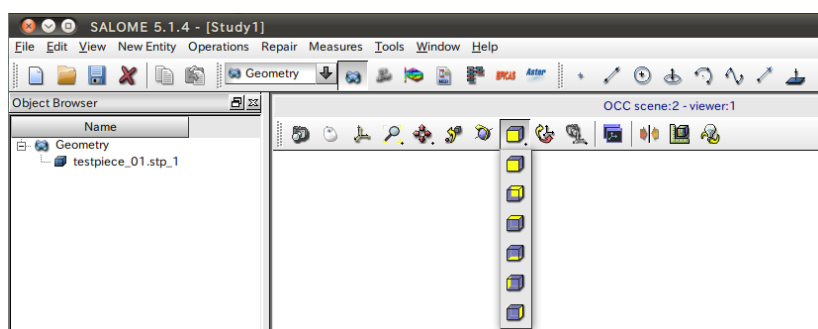 SALOME 5.1.4 - [Study1]
File Edit View New Entity Operations Repair Measures Tools Window Help
Geometry
Aster
Object Browser
OCC scene:2 - viewer:1
Name
Geometry
testpiece_01.stp_1